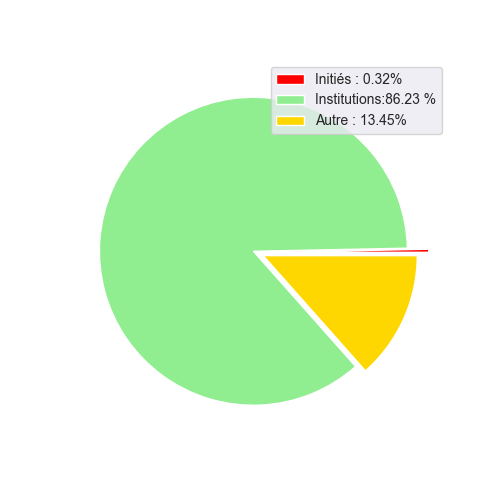 Initiés : 0.32%
Institutions:86.23 %
Autre : 13.45%